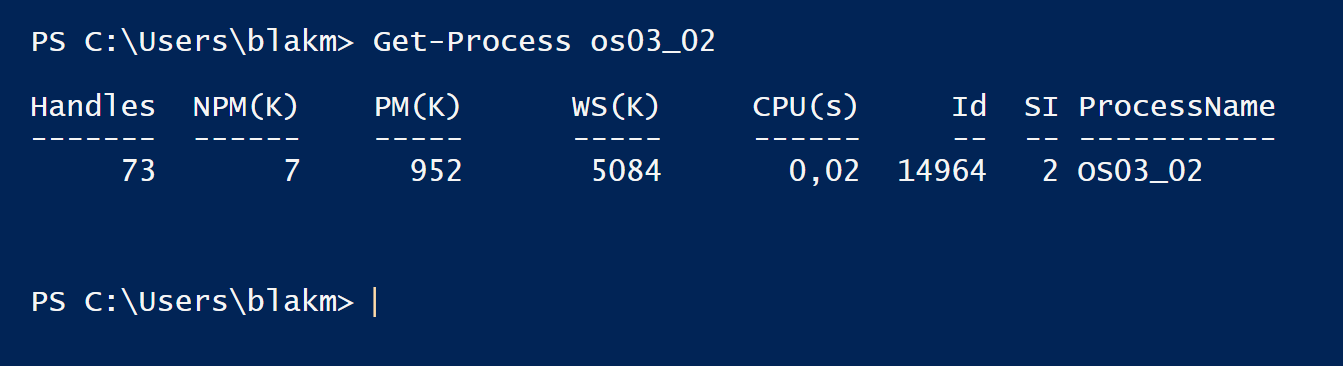 PS C:\Users\blakm> Get-Process os03_02
Handles  NPM(K)    PM(K)      WS(K)     CPU(s)     Id  SI ProcessName
-------  ------    -----      -----     ------     --  -- -----------
     73       7      952       5084       0,02  14964   2 OS03_02
PS C:\Users\blakm>